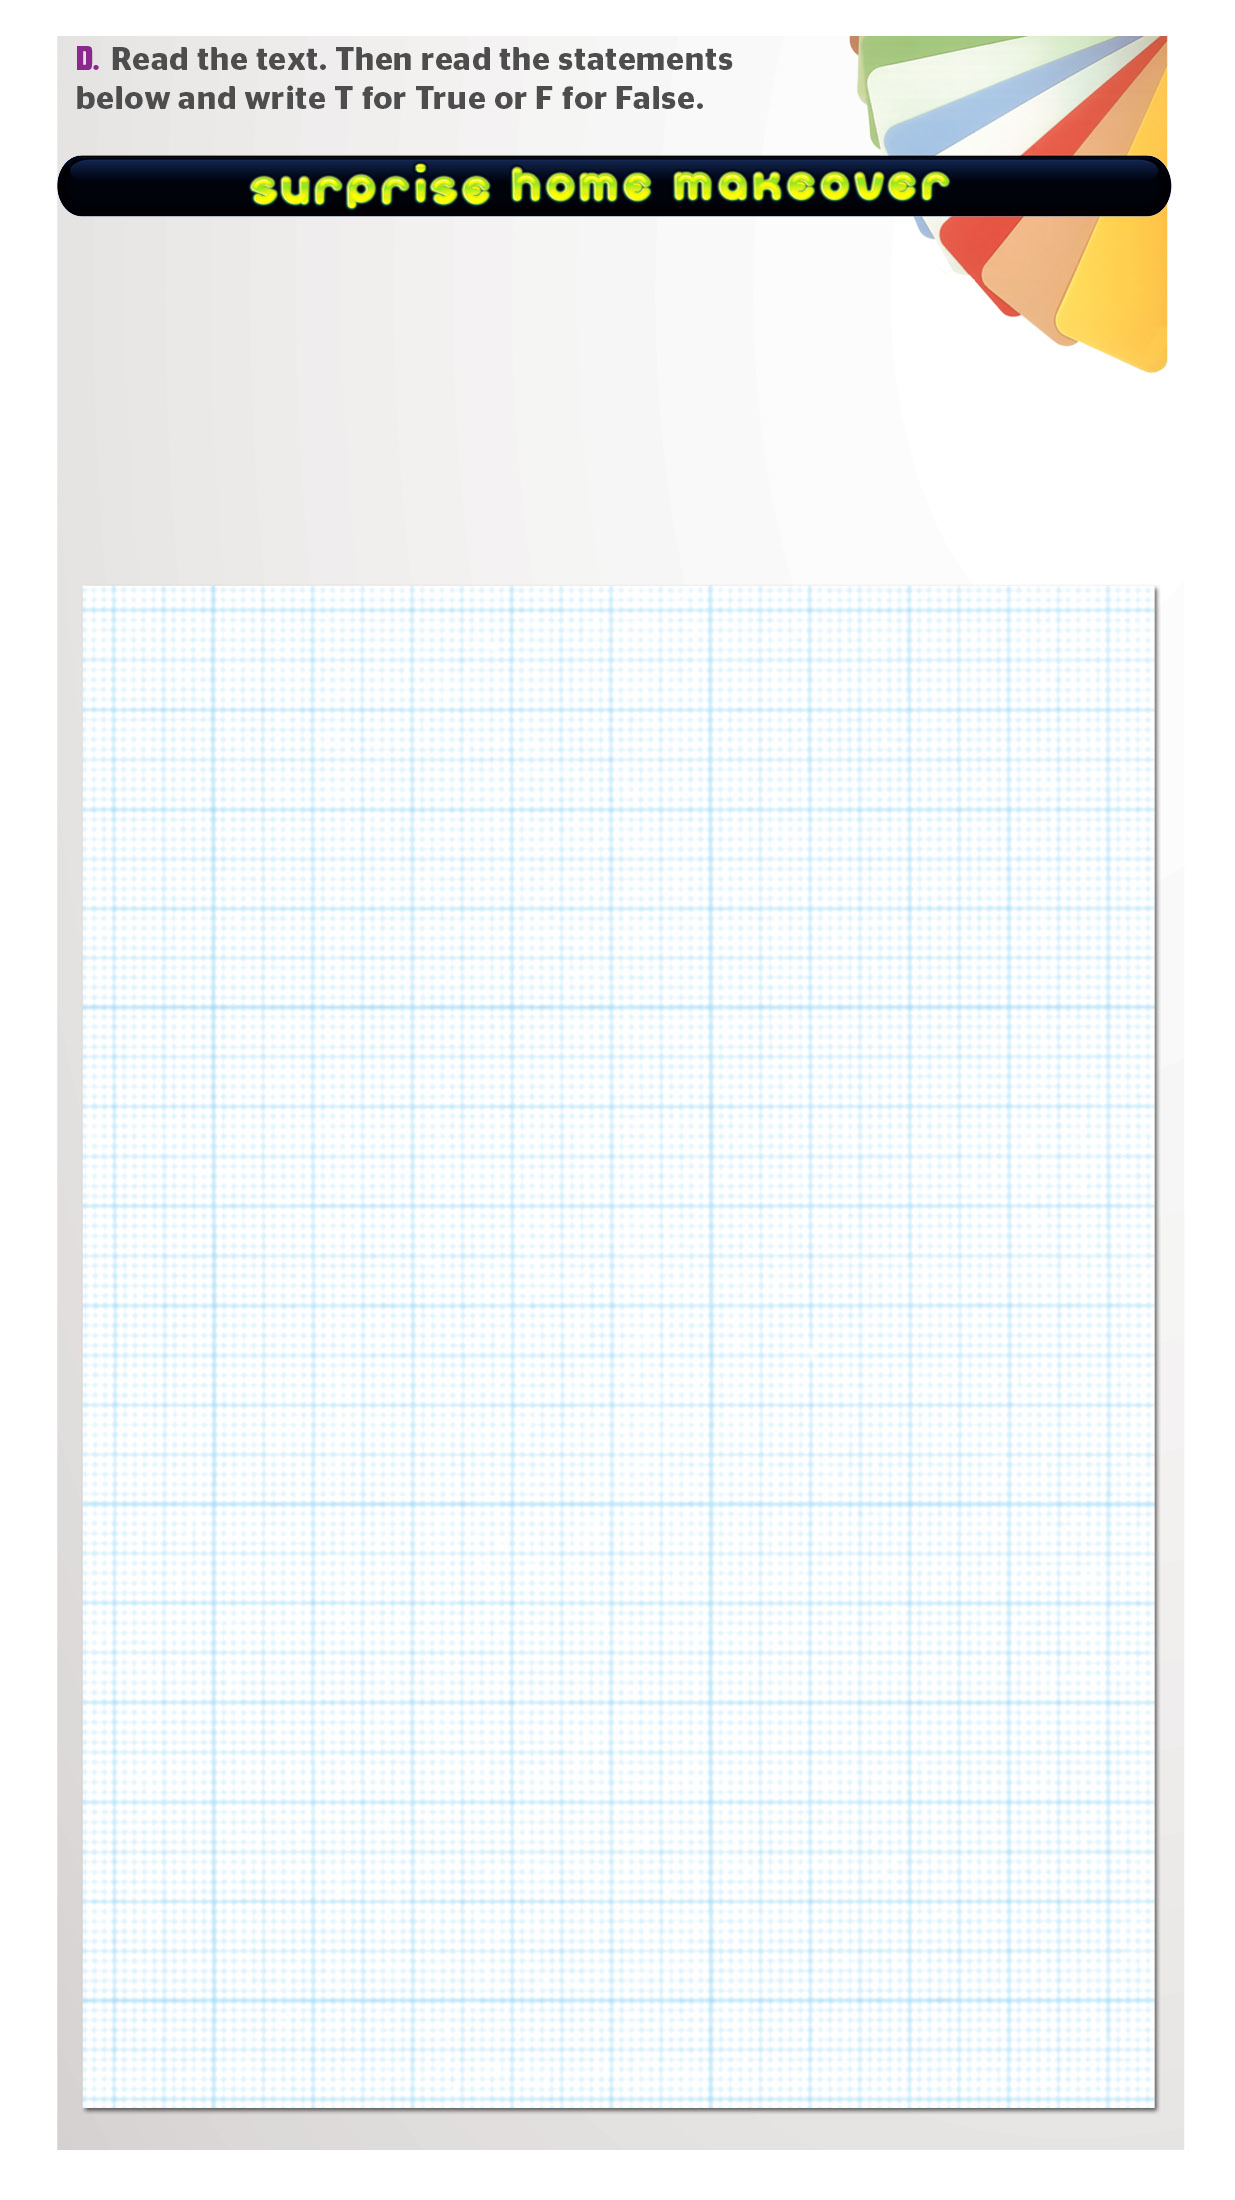 D. Read the text. Then read the statements
below and write T for True or F for False.
surprise home makeover